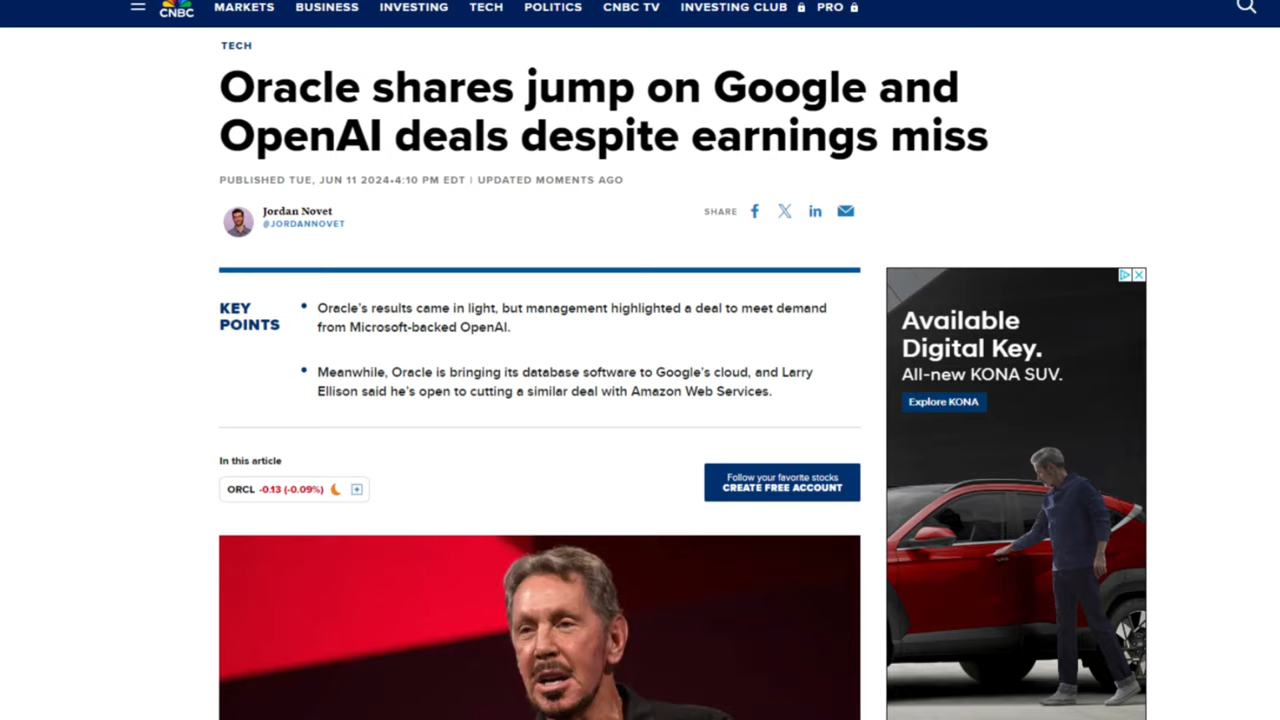 CNBC
MARKETS BUSINESS INVESTING TECH POLITICS CNBC TV INVESTING CLUB PRO
TECH
Oracle shares jump on Google and
OpenAI deals despite earnings miss
PUBLISHED TUE, JUN 11 2024•4:10 PM EDT | UPDATED MOMENTS AGO
Jordan Novet
@JORDANNOVET
SHARE
KEY
POINTS
• Oracle's results came in light, but management highlighted a deal to meet demand
from Microsoft-backed OpenAI.
• Meanwhile, Oracle is bringing its database software to Google's cloud, and Larry
Ellison said he's open to cutting a similar deal with Amazon Web Services.
In this article
ORCL -0.13 (-0.09%)
Follow your favorite stocks
CREATE FREE ACCOUNT
Available
Digital Key.
All-new KONA SUV.
Explore KONA